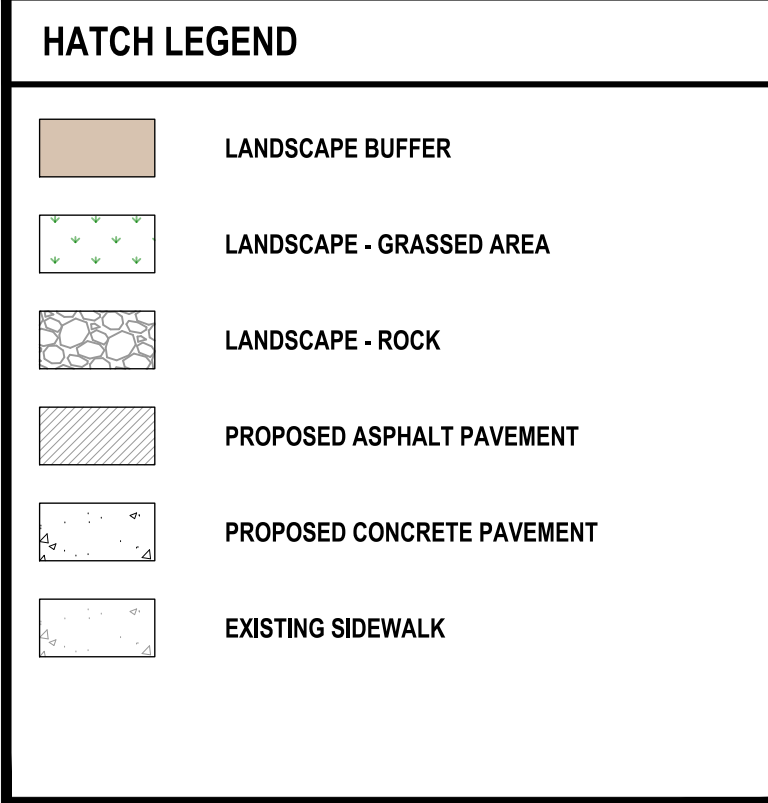 HATCH LEGEND
LANDSCAPE BUFFER
LANDSCAPE - GRASSED AREA
LANDSCAPE - ROCK
PROPOSED ASPHALT PAVEMENT
PROPOSED CONCRETE PAVEMENT
EXISTING SIDEWALK